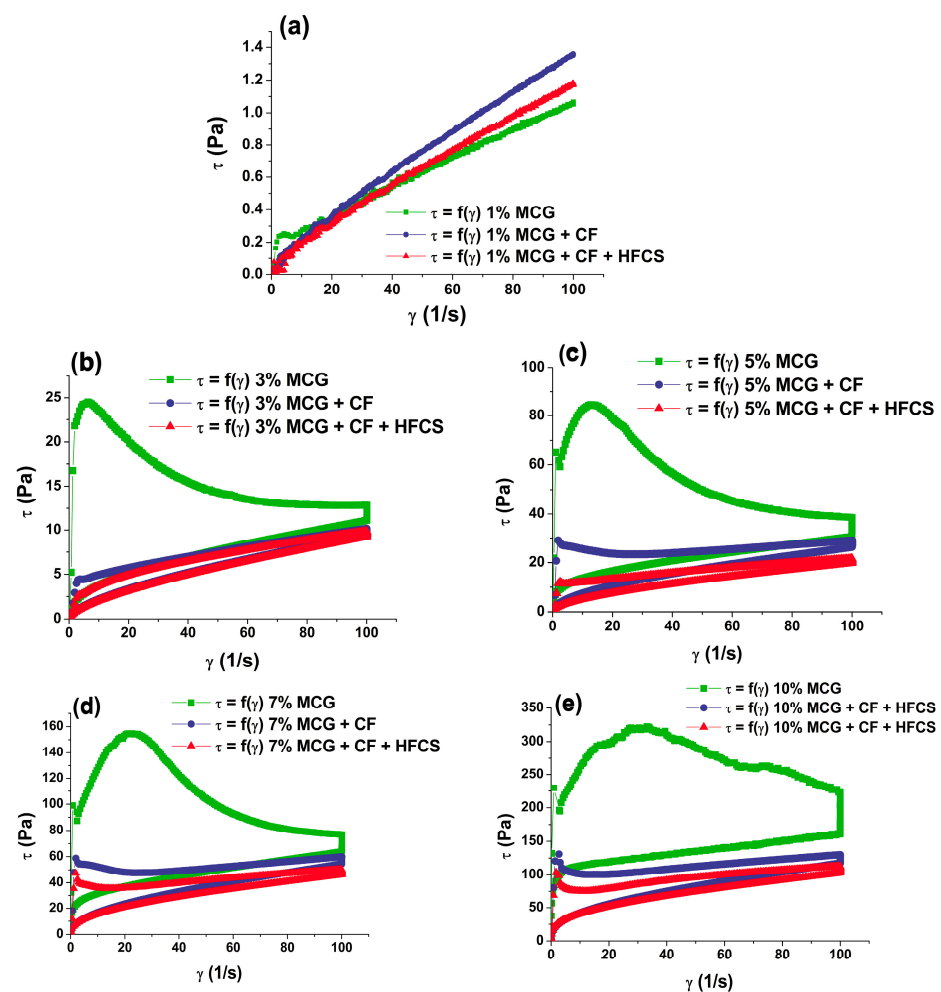 (a)
1.4
1.2
1.0
0.8
0.6
0.4
0.2
0.0
τ (Pa)
τ = f(γ) 1% MCG
τ = f(γ) 1% MCG + CF
τ = f(γ) 1% MCG + CF + HFCS
0 20 40 60 80 100
γ (1/s)
(b)
τ = f(γ) 3% MCG
τ = f(γ) 3% MCG + CF
τ = f(γ) 3% MCG + CF + HFCS
25
20
15
10
5
0
τ (Pa)
0 20 40 60 80 100
γ (1/s)
(c)
τ = f(γ) 5% MCG
τ = f(γ) 5% MCG + CF
τ = f(γ) 5% MCG + CF + HFCS
100
80
60
40
20
0
τ (Pa)
0 20 40 60 80 100
γ (1/s)
(d)
τ = f(γ) 7% MCG
τ = f(γ) 7% MCG + CF
τ = f(γ) 7% MCG + CF + HFCS
160
140
120
100
80
60
40
20
0
τ (Pa)
0 20 40 60 80 100
γ (1/s)
(e)
τ = f(γ) 10% MCG
τ = f(γ) 10% MCG + CF + HFCS
τ = f(γ) 10% MCG + CF + HFCS
350
300
250
200
150
100
50
0
τ (Pa)
0 20 40 60 80 100
γ (1/s)